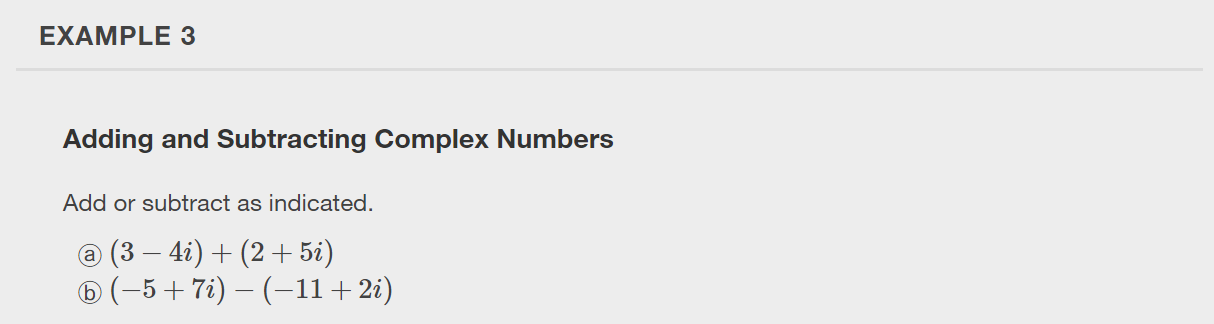 EXAMPLE 3
Adding and Subtracting Complex Numbers
Add or subtract as indicated.
ⓐ (3 − 4i) + (2 + 5i)
ⓑ (−5 + 7i) − (−11 + 2i)